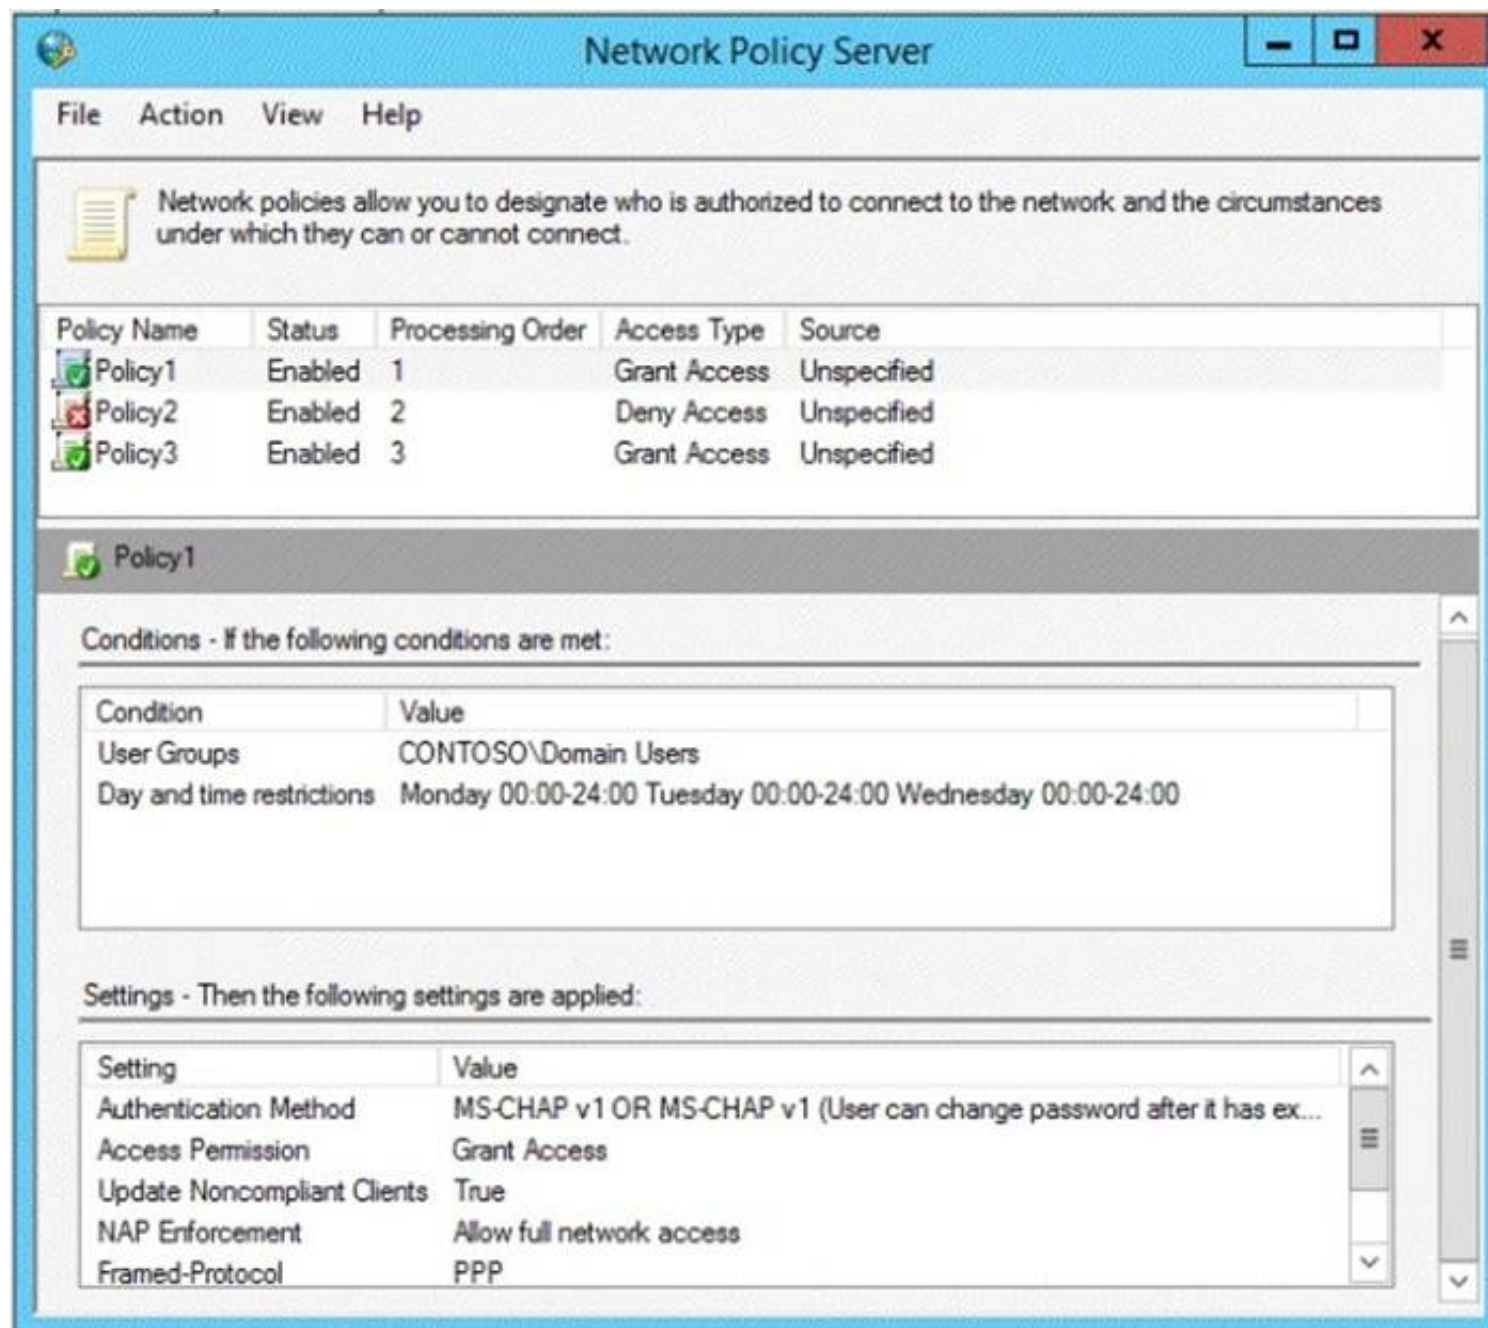 Network Policy Server
File Action View Help
Network policies allow you to designate who is authorized to connect to the network and the circumstances
under which they can or cannot connect.
Policy Name Status Processing Order Access Type Source
Policy1 Enabled 1 Grant Access Unspecified
Policy2 Enabled 2 Deny Access Unspecified
Policy3 Enabled 3 Grant Access Unspecified
Policy1
Conditions - If the following conditions are met:
Condition Value
User Groups CONTOSO\Domain Users
Day and time restrictions Monday 00:00-24:00 Tuesday 00:00-24:00 Wednesday 00:00-24:00
Settings - Then the following settings are applied:
Setting Value
Authentication Method MS-CHAP v1 OR MS-CHAP v1 (User can change password after it has ex...
Access Permission Grant Access
Update Noncompliant Clients True
NAP Enforcement Allow full network access
Framed-Protocol PPP